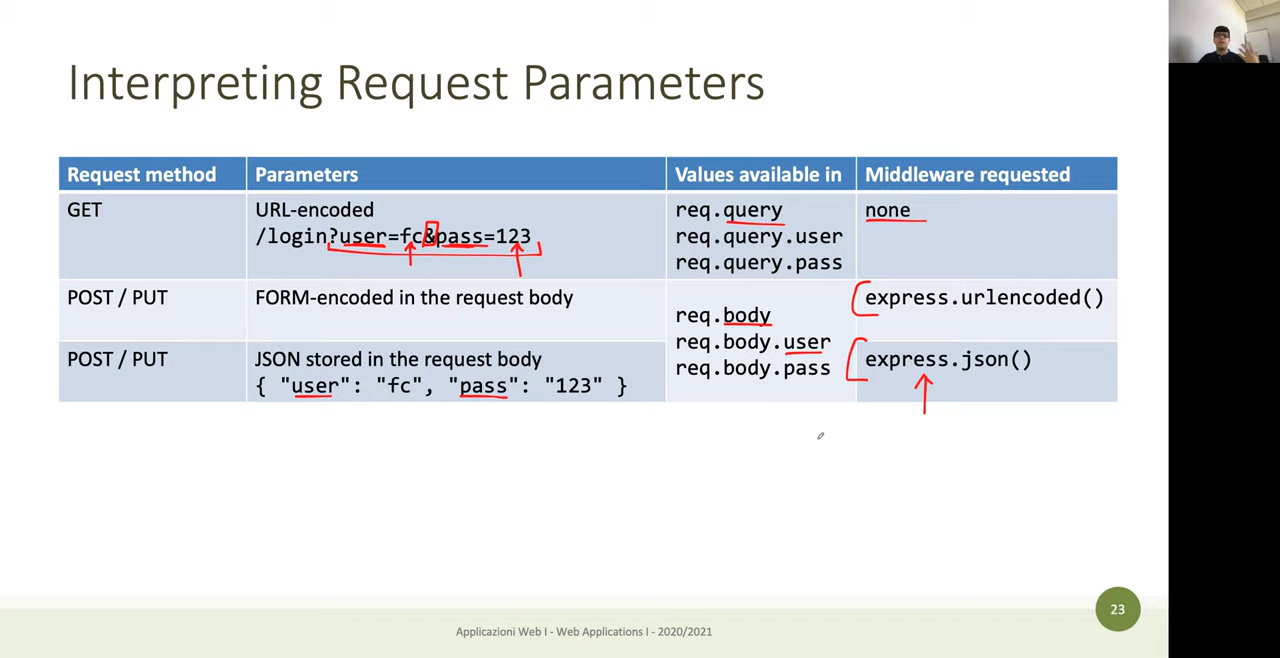 Interpreting Request Parameters
Request method Parameters Values available in Middleware requested
GET
URL-encoded
/login?user=fc&pass=123
req.query
req.query.user
req.query.pass
none
POST / PUT
FORM-encoded in the request body
express.urlencoded()
POST / PUT
JSON stored in the request body
{ "user": "fc", "pass": "123" }
req.body
req.body.user
req.body.pass
express.json()
23
Applicazioni Web I - Web Applications I - 2020/2021